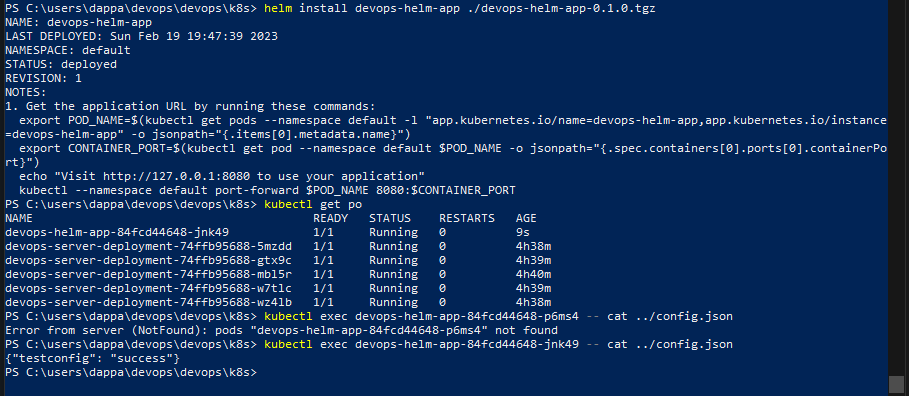 PS C:\users\dappa\devops\devops\k8s> helm install devops-helm-app ./devops-helm-app-0.1.0.tgz
NAME: devops-helm-app
LAST DEPLOYED: Sun Feb 19 19:47:39 2023
NAMESPACE: default
STATUS: deployed
REVISION: 1
NOTES:
1. Get the application URL by running these commands:
  export POD_NAME=$(kubectl get pods --namespace default -l "app.kubernetes.io/name=devops-helm-app,app.kubernetes.io/instance
=devops-helm-app" -o jsonpath="{.items[0].metadata.name}")
  export CONTAINER_PORT=$(kubectl get pod --namespace default $POD_NAME -o jsonpath="{.spec.containers[0].ports[0].containerPo
rt}")
  echo "Visit http://127.0.0.1:8080 to use your application"
  kubectl --namespace default port-forward $POD_NAME 8080:$CONTAINER_PORT
PS C:\users\dappa\devops\devops\k8s> kubectl get po
NAME                                        READY   STATUS    RESTARTS   AGE
devops-helm-app-84fcd44648-jnk49            1/1     Running   0          9s
devops-server-deployment-74ffb95688-5mzdd   1/1     Running   0          4h38m
devops-server-deployment-74ffb95688-gtx9c   1/1     Running   0          4h39m
devops-server-deployment-74ffb95688-mbl5r   1/1     Running   0          4h40m
devops-server-deployment-74ffb95688-w7tlc   1/1     Running   0          4h39m
devops-server-deployment-74ffb95688-wz4lb   1/1     Running   0          4h38m
PS C:\users\dappa\devops\devops\k8s> kubectl exec devops-helm-app-84fcd44648-p6ms4 -- cat ../config.json
Error from server (NotFound): pods "devops-helm-app-84fcd44648-p6ms4" not found
PS C:\users\dappa\devops\devops\k8s> kubectl exec devops-helm-app-84fcd44648-jnk49 -- cat ../config.json
{"testconfig": "success"}
PS C:\users\dappa\devops\devops\k8s>